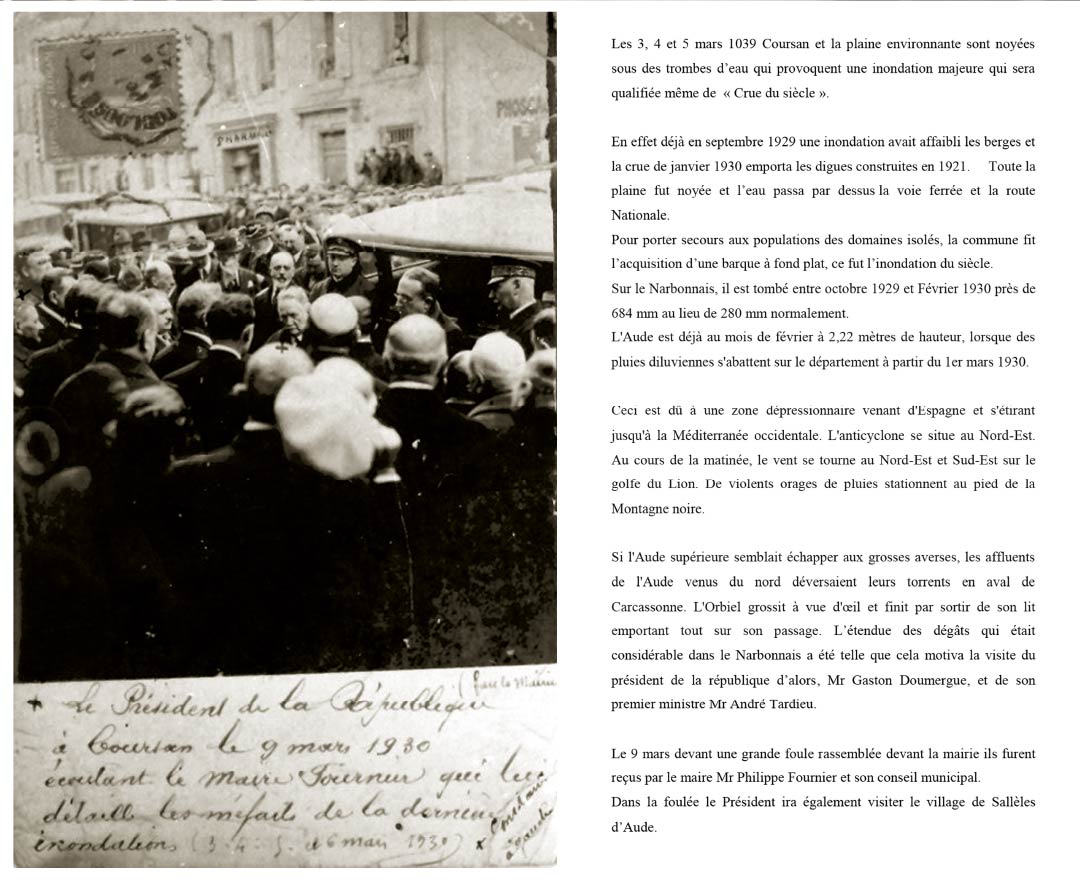 PHARMACIE
PHOSCAO
(face la Mairie
+ Le Président de la République
à Coursan le 9 mars 1930
écoutant le Maire Fournier qui lui
détaille les méfaits de la dernière
inondations (3. 4. 5. et 6 mars 1930) x
Les 3, 4 et 5 mars 1039 Coursan et la plaine environnante sont noyées
sous des trombes d’eau qui provoquent une inondation majeure qui sera
qualifiée même de « Crue du siècle ».
En effet déjà en septembre 1929 une inondation avait affaibli les berges et
la crue de janvier 1930 emporta les digues construites en 1921. Toute la
plaine fut noyée et l’eau passa par dessus la voie ferrée et la route
Nationale.
Pour porter secours aux populations des domaines isolés, la commune fit
l’acquisition d’une barque à fond plat, ce fut l’inondation du siècle.
Sur le Narbonnais, il est tombé entre octobre 1929 et Février 1930 près de
684 mm au lieu de 280 mm normalement.
L'Aude est déjà au mois de février à 2,22 mètres de hauteur, lorsque des
pluies diluviennes s'abattent sur le département à partir du 1er mars 1930.
Ceci est dû à une zone dépressionnaire venant d'Espagne et s'étirant
jusqu'à la Méditerranée occidentale. L'anticyclone se situe au Nord-Est.
Au cours de la matinée, le vent se tourne au Nord-Est et Sud-Est sur le
golfe du Lion. De violents orages de pluies stationnent au pied de la
Montagne noire.
Si l'Aude supérieure semblait échapper aux grosses averses, les affluents
de l'Aude venus du nord déversaient leurs torrents en aval de
Carcassonne. L'Orbiel grossit à vue d'œil et finit par sortir de son lit
emportant tout sur son passage. L’étendue des dégâts qui était
considérable dans le Narbonnais a été telle que cela motiva la visite du
président de la république d’alors, Mr Gaston Doumergue, et de son
premier ministre Mr André Tardieu.
Le 9 mars devant une grande foule rassemblée devant la mairie ils furent
reçus par le maire Mr Philippe Fournier et son conseil municipal.
Dans la foulée le Président ira également visiter le village de Sallèles
d’Aude.